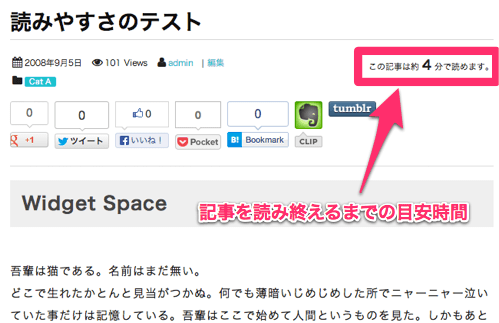 読みやすさのテスト
2008年9月5日 101 Views admin | 編集
Cat A
この記事は約 4 分で読めます。
0 0 0 0 0
+1 ツイート いいね！ Pocket B! Bookmark CLIP tumblr
Widget Space
記事を読み終えるまでの目安時間
吾輩は猫である。名前はまだ無い。
どこで生れたかとんと見当がつかぬ。何でも薄暗いじめじめした所でニャーニャー泣い
ていた事だけは記憶している。吾輩はここで始めて人間というものを見た。しかもあと